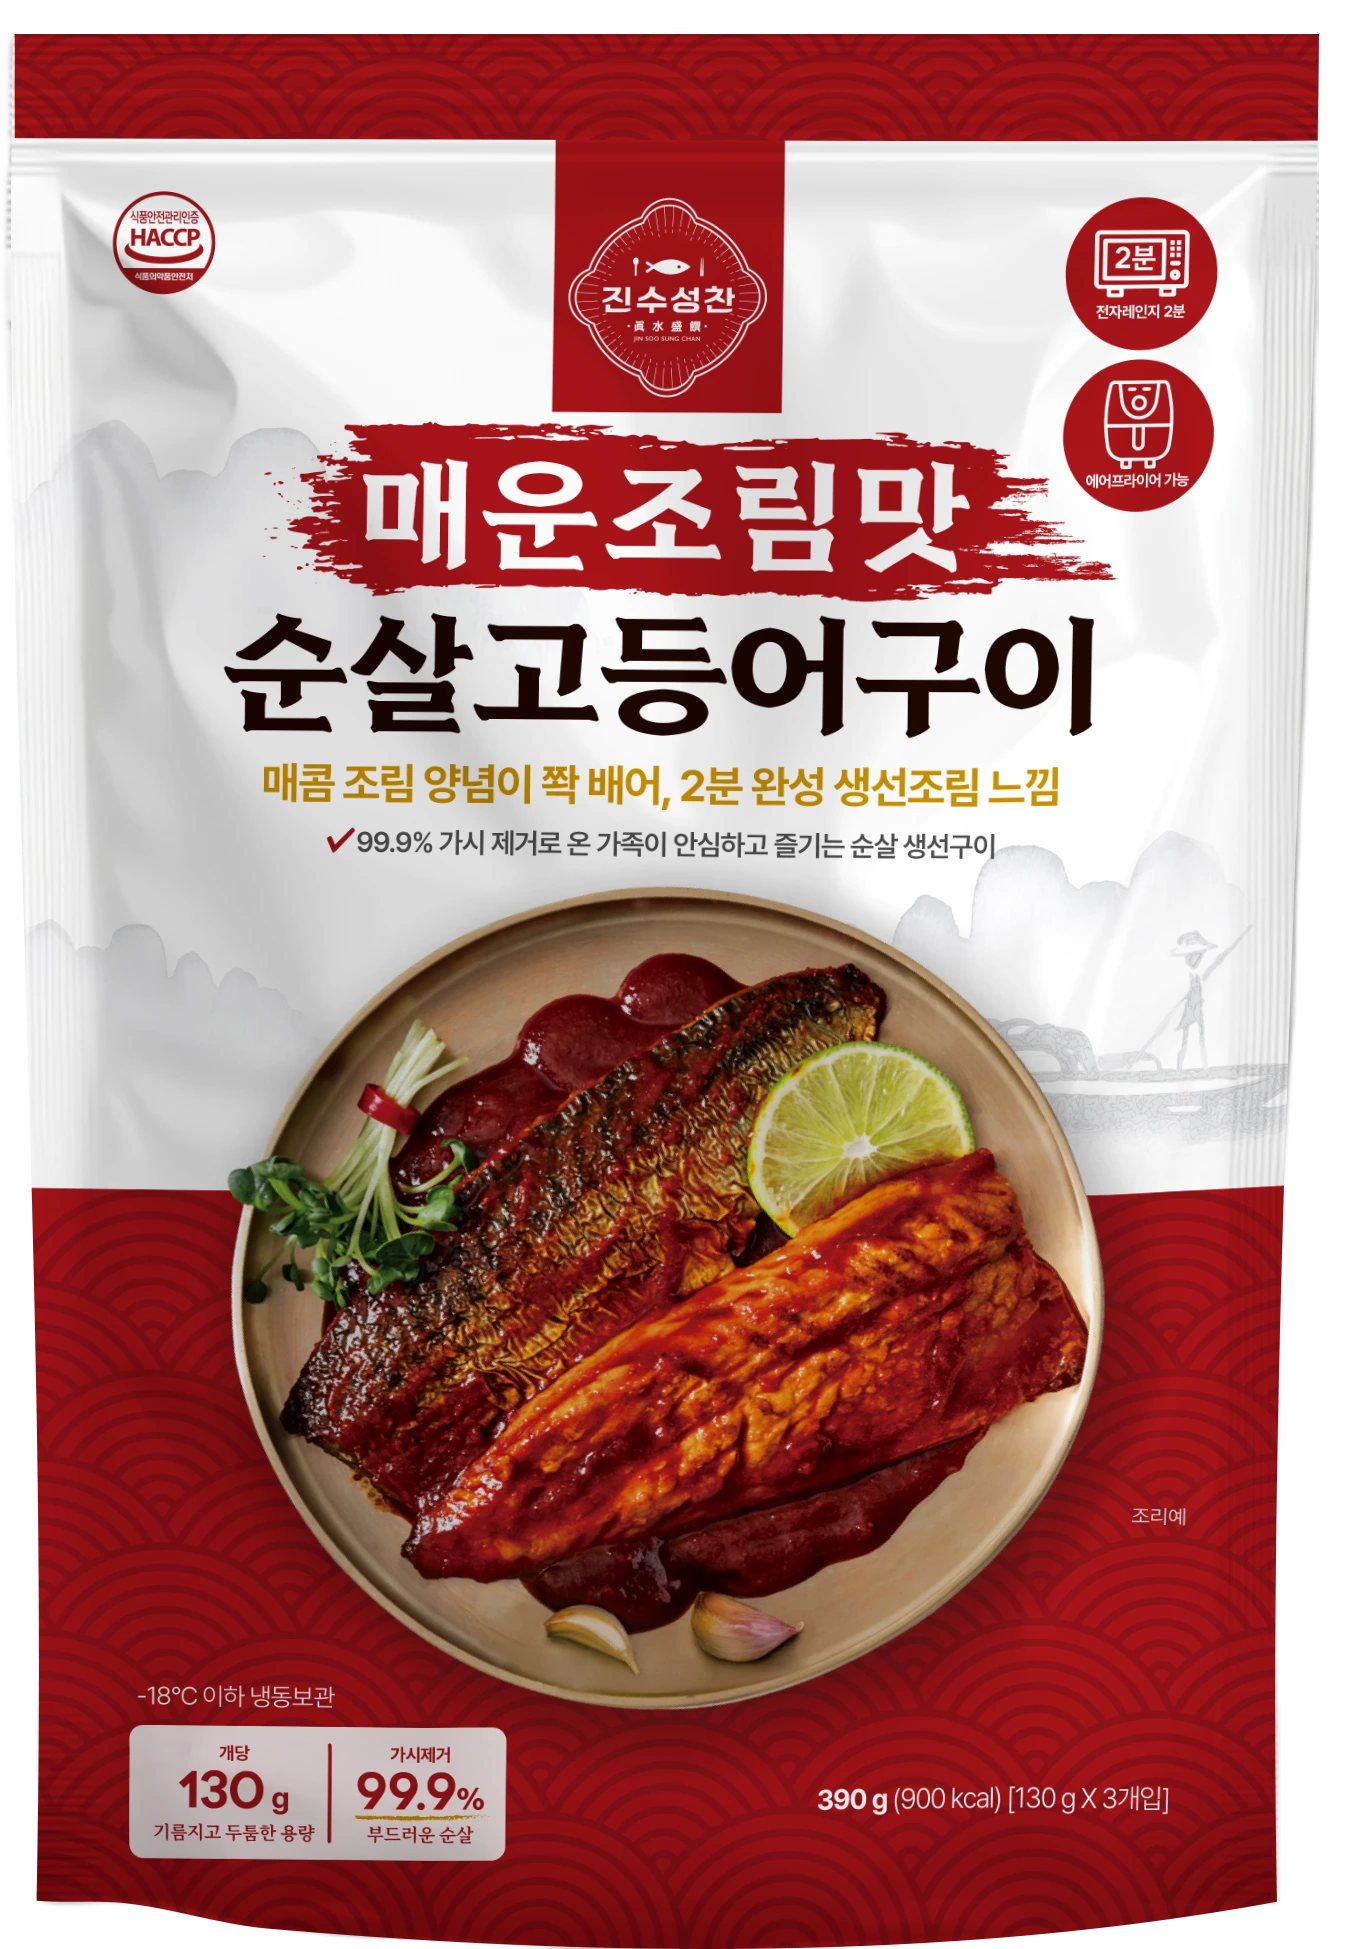 식품안전관리인증
HACCP
식품의약품안전처
진수성찬
·眞水盛饌·
JIN SOO SUNG CHAN
2분
전자레인지 2분
에어프라이어 가능
매운조림맛
순살고등어구이
매콤 조림 양념이 쫙 배어, 2분 완성 생선조림 느낌
✓99.9% 가시 제거로 온 가족이 안심하고 즐기는 순살 생선구이
조리예
-18℃ 이하 냉동보관
개당
130 g
기름지고 두툼한 용량
가시제거
99.9%
부드러운 순살
390 g (900 kcal) [130 g X 3개입]